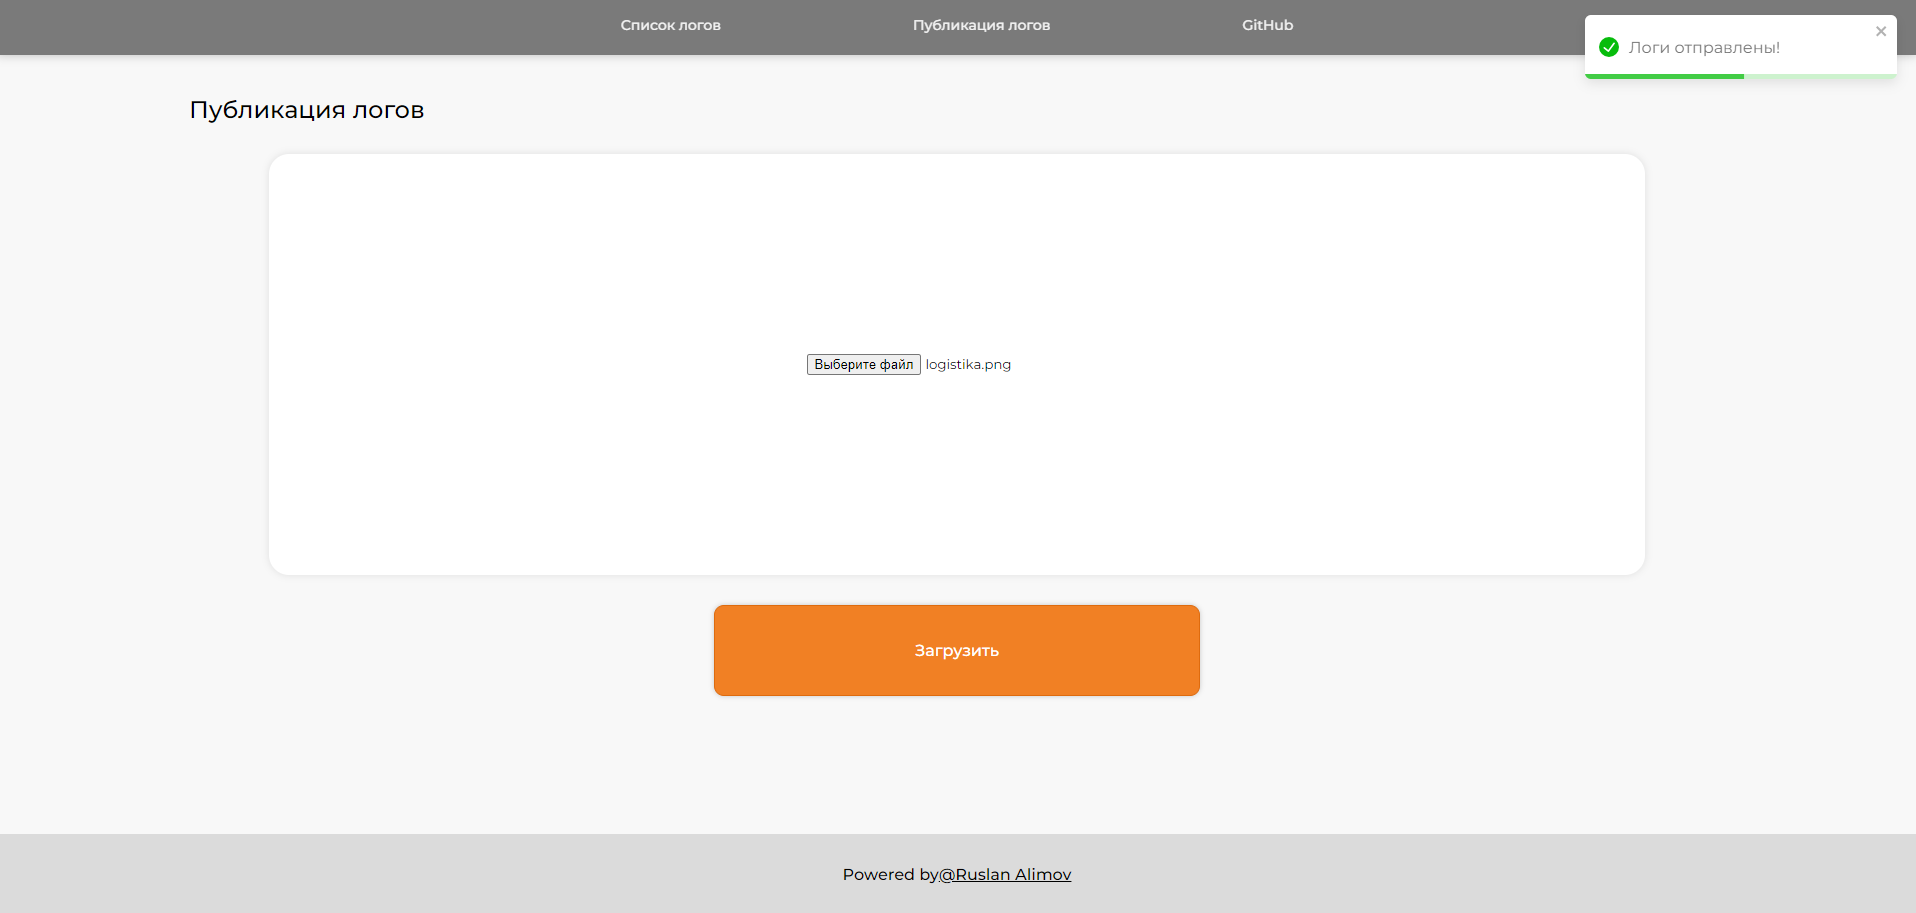 Список логов
Публикация логов
GitHub
Логи отправлены!
Публикация логов
Выберите файл logistika.png
Загрузить
Powered by@Ruslan Alimov